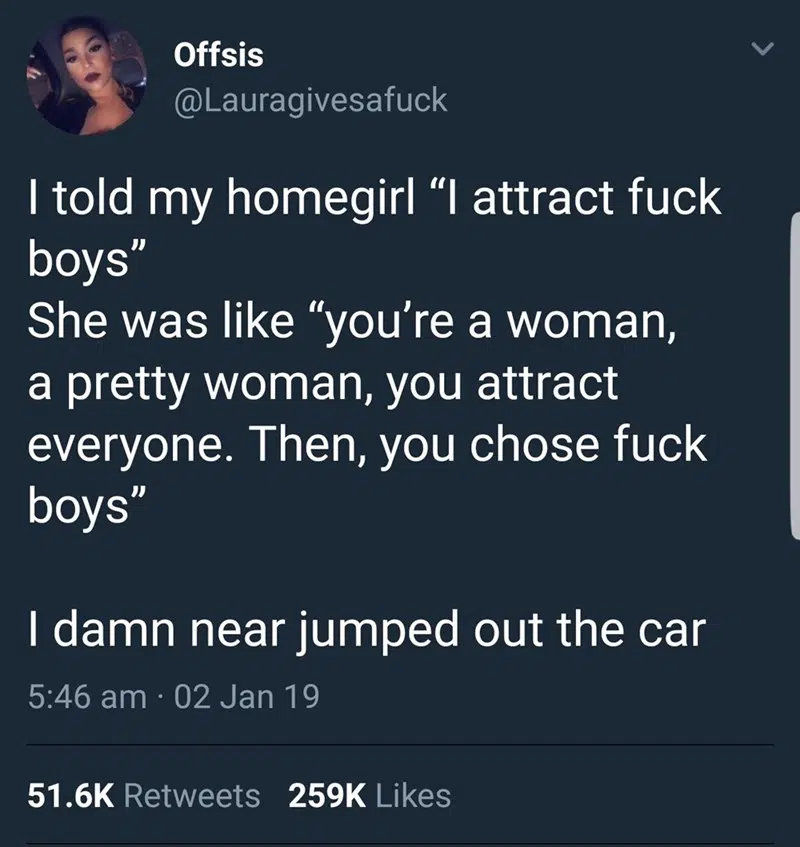 Offsis
@Lauragivesafuck
I told my homegirl “I attract fuck
boys”
She was like “you’re a woman,
a pretty woman, you attract
everyone. Then, you chose fuck
boys”
I damn near jumped out the car
5:46 am · 02 Jan 19
51.6K Retweets 259K Likes